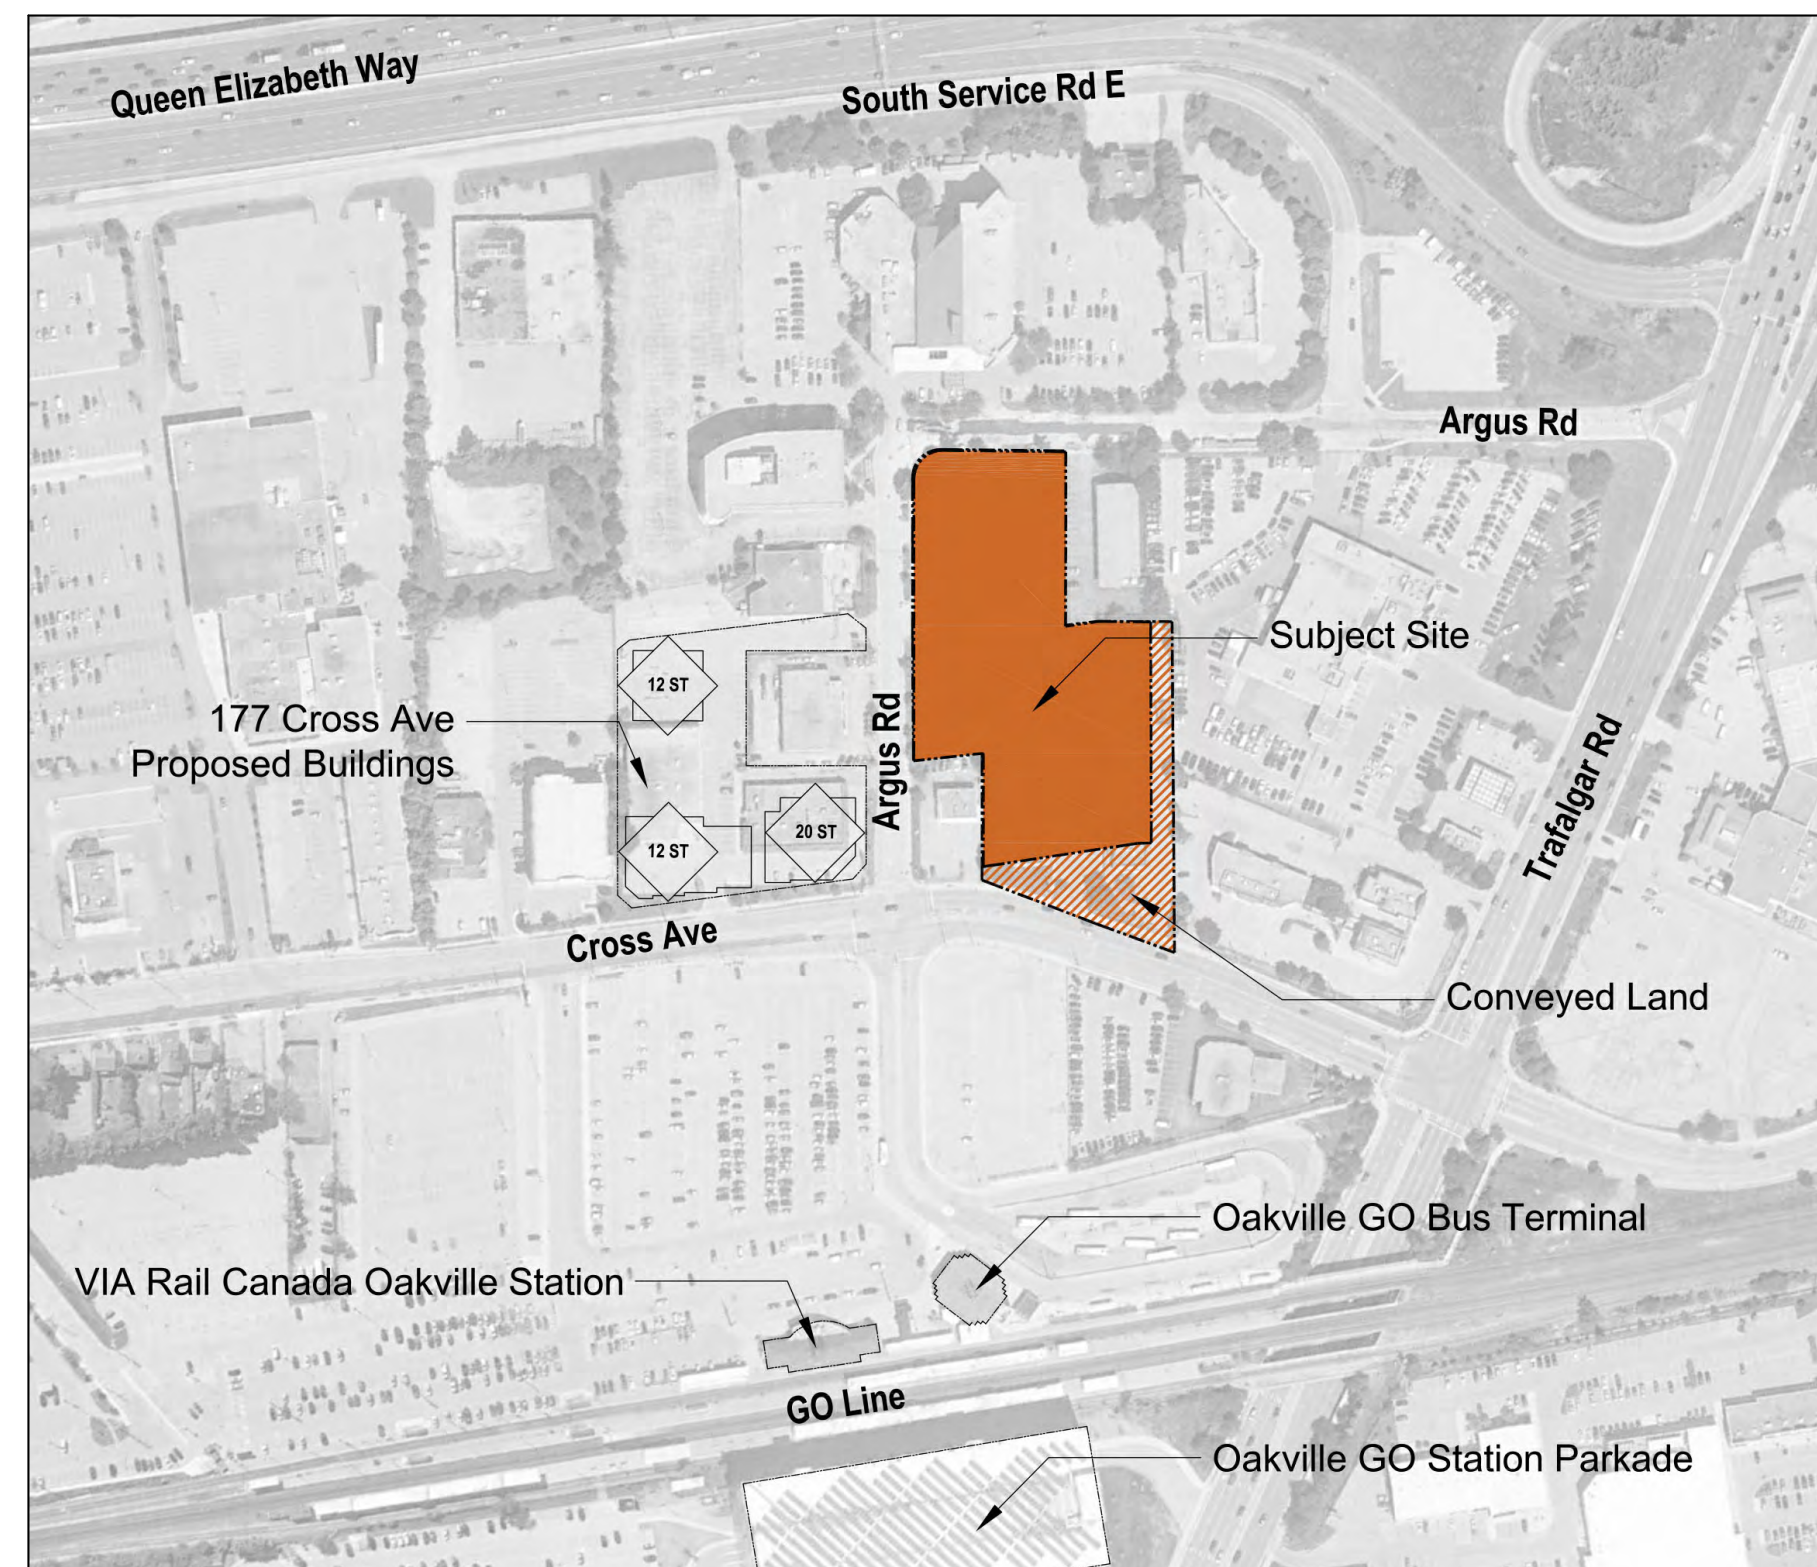 Queen Elizabeth Way
South Service Rd E
Argus Rd
Subject Site
12 ST
177 Cross Ave
Proposed Buildings
Argus Rd
Trafalgar Rd
20 ST
12 ST
Cross Ave
Conveyed Land
Oakville GO Bus Terminal
VIA Rail Canada Oakville Station
GO Line
Oakville GO Station Parkade